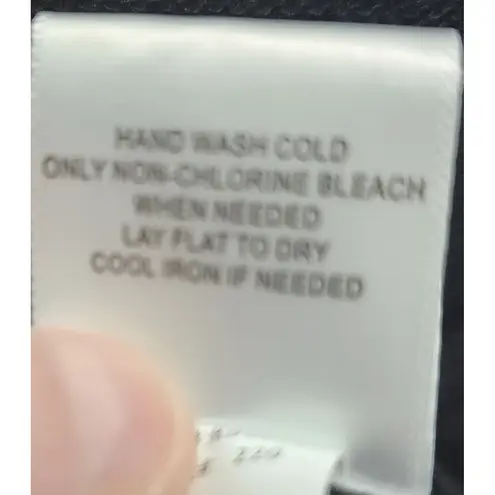 HAND WASH COLD
ONLY NON-CHLORINE BLEACH
WHEN NEEDED
LAY FLAT TO DRY
COOL IRON IF NEEDED